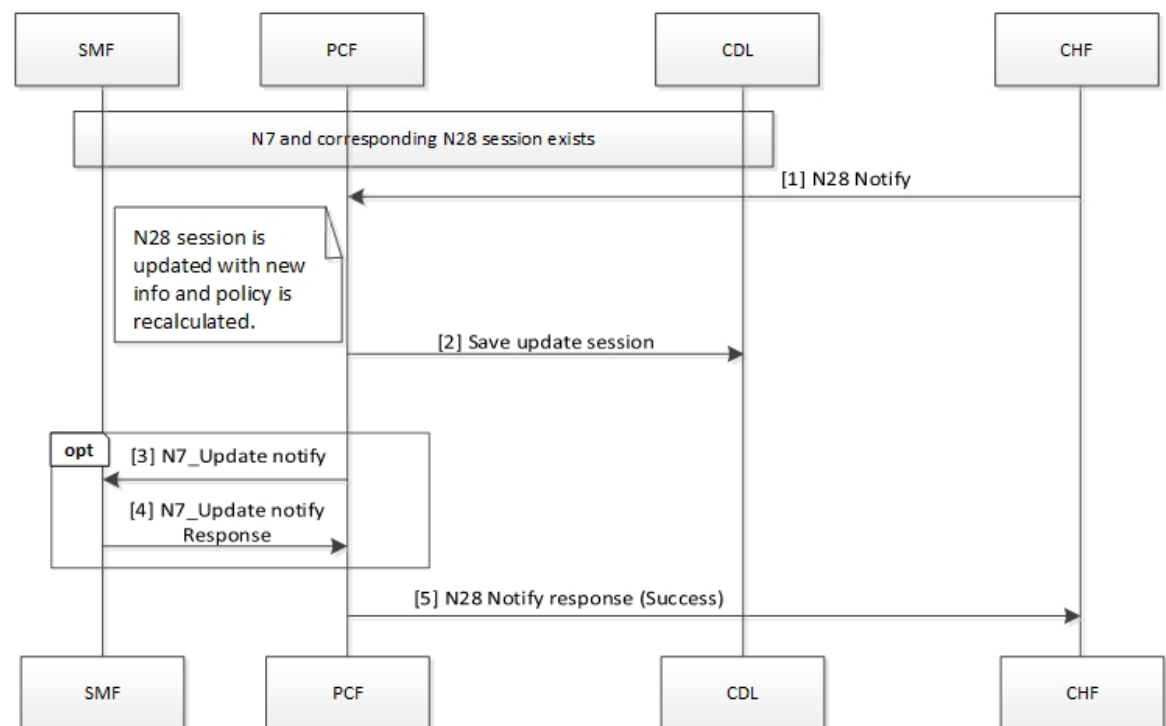 SMF
PCF
CDL
CHF
N7 and corresponding N28 session exists
[1] N28 Notify
N28 session is
updated with new
info and policy is
recalculated.
[2] Save update session
opt
[3] N7_Update notify
[4] N7_Update notify
Response
[5] N28 Notify response (Success)
SMF
PCF
CDL
CHF